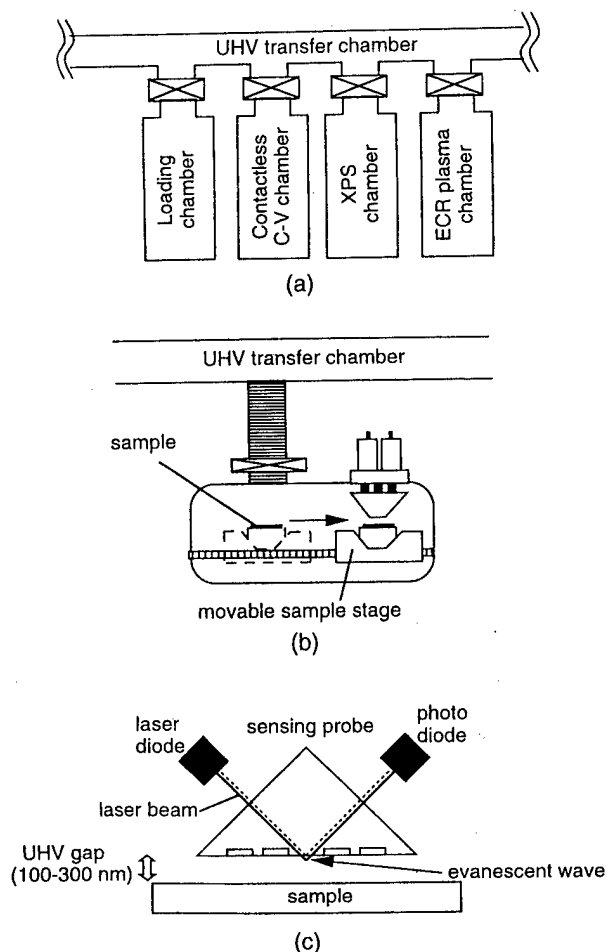 UHV transfer chamber
Loading
chamber
Contactless
C-V chamber
XPS
chamber
ECR plasma
chamber
(a)
UHV transfer chamber
sample
movable sample stage
(b)
laser
diode
sensing probe
photo
diode
laser beam
UHV gap
(100-300 nm)
evanescent wave
sample
(c)